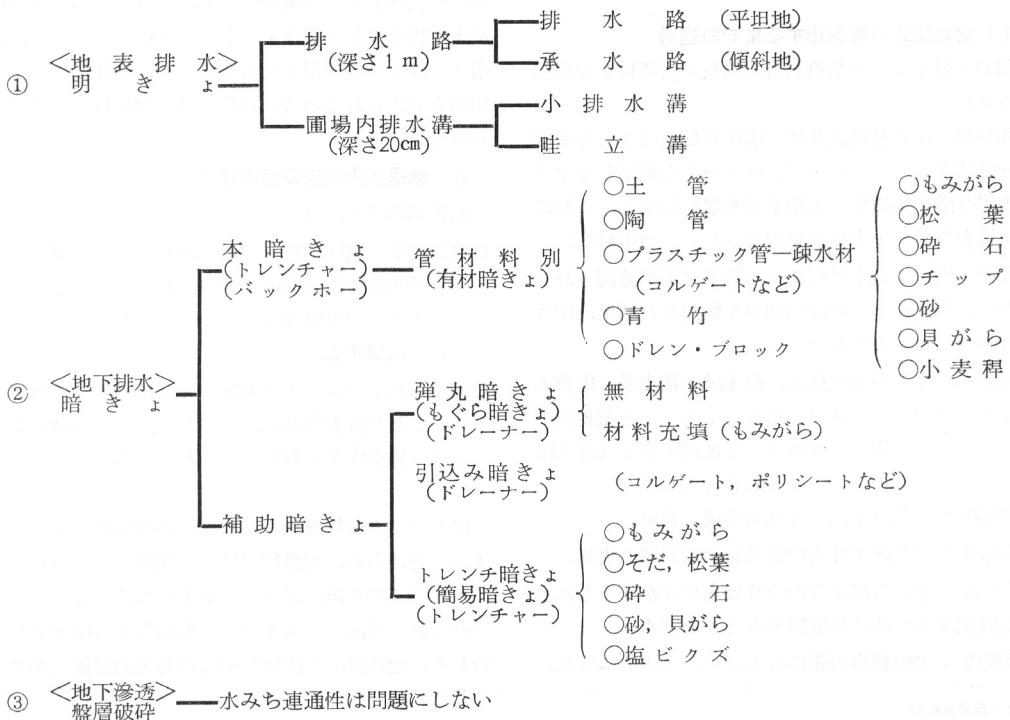 ① <地表排水> 明きょ
排水路 (深さ1m)
排水路 (平坦地)
承水路 (傾斜地)
圃場内排水溝 (深さ20cm)
小排水溝
畦立溝
② <地下排水> 暗きょ
本暗きょ
(トレンチャー)
(バックホー)
管材料別
(有材暗きょ)
○土管
○陶管
○プラスチック管―疎水材
(コルゲートなど)
○青竹
○ドレン・ブロック
○もみがら
○松葉
○砕石
○チップ
○砂
○貝がら
○小麦稈
補助暗きょ
弾丸暗きょ
(もぐら暗きょ)
(ドレーナー)
無材料
材料充填(もみがら)
引込み暗きょ
(ドレーナー)
(コルゲート,ポリシートなど)
トレンチ暗きょ
(簡易暗きょ)
(トレンチャー)
○もみがら
○そだ,松葉
○砕石
○砂,貝がら
○塩ビクズ
③ <地下滲透> 盤層破砕
水みち連通性は問題にしない